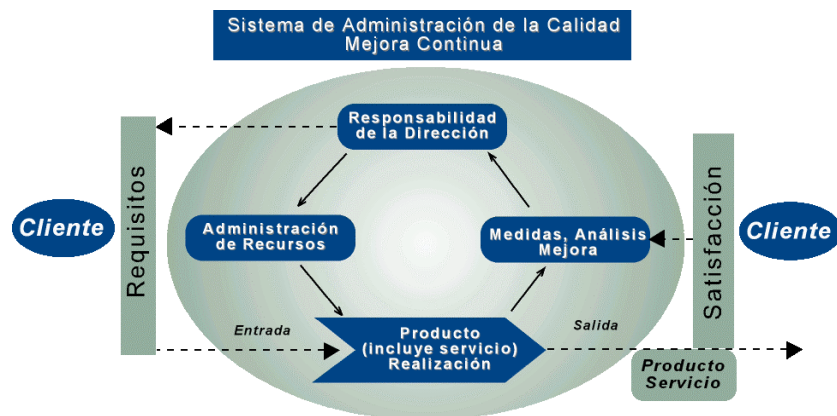 Sistema de Administración de la Calidad
Mejora Continua
Responsabilidad
de la Dirección
Cliente
Requisitos
Administración
de Recursos
Medidas, Análisis
Mejora
Satisfacción
Cliente
Entrada
Producto
(incluye servicio)
Realización
Salida
Producto
Servicio